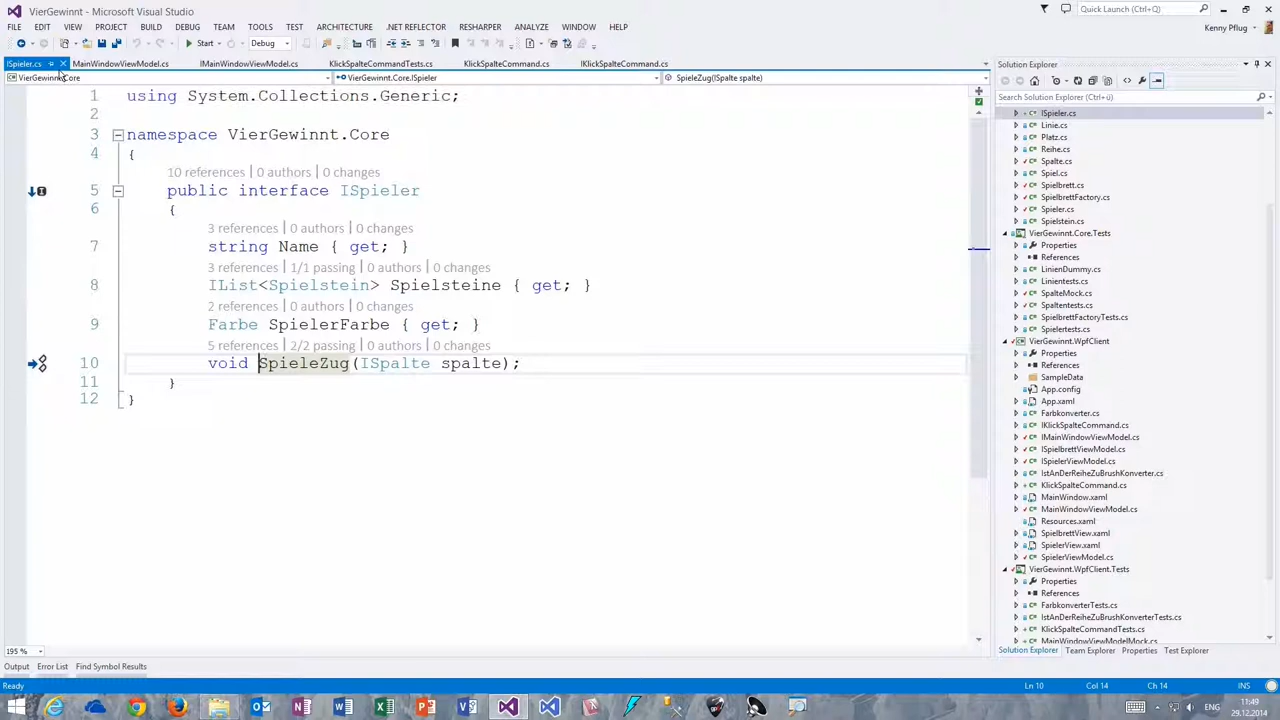 VierGewinnt - Microsoft Visual Studio
Quick Launch (Ctrl+Q)
FILE EDIT VIEW PROJECT BUILD DEBUG TEAM TOOLS TEST ARCHITECTURE .NET REFLECTOR RESHARPER ANALYZE WINDOW HELP
Kenny Pflug
Start Debug
ISpieler.cs MainWindowViewModel.cs IMainWindowViewModel.cs KlickSpalteCommandTests.cs KlickSpalteCommand.cs IKlickSpalteCommand.cs
VierGewinnt.Core VierGewinnt.Core.ISpieler SpieleZug(ISpalte spalte)
1 using System.Collections.Generic;
2
3 namespace VierGewinnt.Core
4 {
10 references | 0 authors | 0 changes
5 public interface ISpieler
6 {
3 references | 0 authors | 0 changes
7 string Name { get; }
3 references | 1/1 passing | 0 authors | 0 changes
8 IList<Spielstein> Spielsteine { get; }
2 references | 0 authors | 0 changes
9 Farbe SpielerFarbe { get; }
5 references | 2/2 passing | 0 authors | 0 changes
10 void SpieleZug(ISpalte spalte);
11 }
12 }
195 %
Solution Explorer
Search Solution Explorer (Ctrl+ü)
ISpieler.cs
Linie.cs
Platz.cs
Reihe.cs
Spalte.cs
Spiel.cs
Spielbrett.cs
SpielbrettFactory.cs
Spieler.cs
Spielstein.cs
VierGewinnt.Core.Tests
Properties
References
LinienDummy.cs
Linientests.cs
SpalteMock.cs
Spaltentests.cs
SpielbrettFactoryTests.cs
Spielertests.cs
VierGewinnt.WpfClient
Properties
References
SampleData
App.config
App.xaml
Farbkonverter.cs
IKlickSpalteCommand.cs
IMainWindowViewModel.cs
ISpielbrettViewModel.cs
ISpielerViewModel.cs
IstAnDerReiheZuBrushKonverter.cs
KlickSpalteCommand.cs
MainWindow.xaml
MainWindowViewModel.cs
Resources.xaml
SpielbrettView.xaml
SpielerView.xaml
SpielerViewModel.cs
VierGewinnt.WpfClient.Tests
Properties
References
FarbkonverterTests.cs
IstAnDerReiheZuBrushKonverterTests.cs
KlickSpalteCommandTests.cs
MainWindowViewModelMock.cs
Solution Explorer Team Explorer Properties Test Explorer
Output Error List Find Symbol Results
Ready Ln 10 Col 14 Ch 14 INS
11:49
29.12.2014